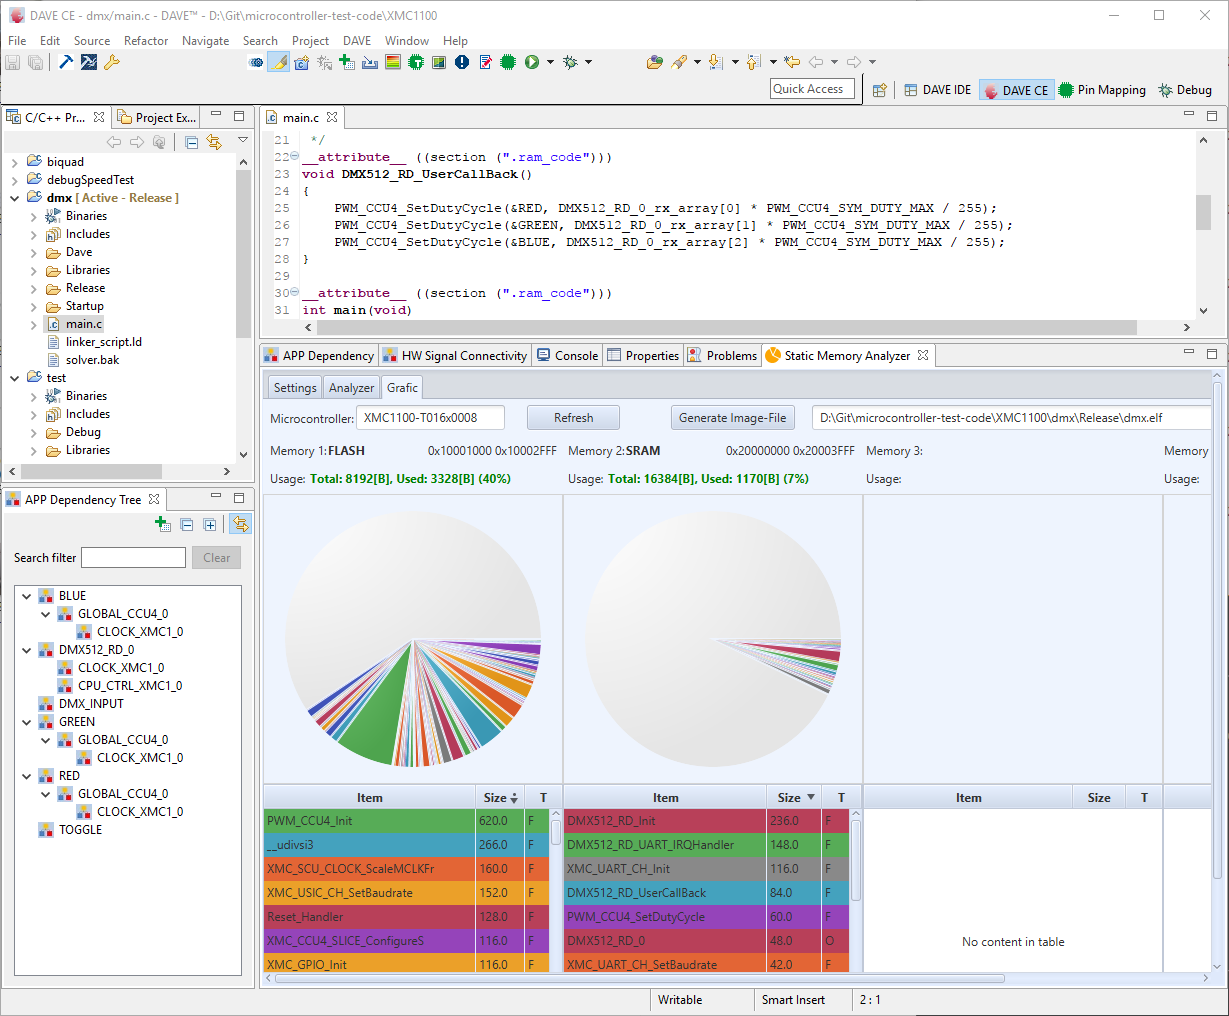 DAVE CE - dmx/main.c - DAVE™ - D:\Git\microcontroller-test-code\XMC1100
File Edit Source Refactor Navigate Search Project DAVE Window Help
Quick Access
DAVE IDE DAVE CE Pin Mapping Debug
C/C++ Pr... Project Ex...
biquad
debugSpeedTest
dmx [ Active - Release ]
Binaries
Includes
Dave
Libraries
Release
Startup
main.c
linker_script.ld
solver.bak
test
Binaries
Includes
Debug
Libraries
main.c
21 */
22 __attribute__ ((section (".ram_code")))
23 void DMX512_RD_UserCallBack()
24 {
25 PWM_CCU4_SetDutyCycle(&RED, DMX512_RD_0_rx_array[0] * PWM_CCU4_SYM_DUTY_MAX / 255);
26 PWM_CCU4_SetDutyCycle(&GREEN, DMX512_RD_0_rx_array[1] * PWM_CCU4_SYM_DUTY_MAX / 255);
27 PWM_CCU4_SetDutyCycle(&BLUE, DMX512_RD_0_rx_array[2] * PWM_CCU4_SYM_DUTY_MAX / 255);
28 }
29
30 __attribute__ ((section (".ram_code")))
31 int main(void)
APP Dependency Tree
Search filter Clear
BLUE
GLOBAL_CCU4_0
CLOCK_XMC1_0
DMX512_RD_0
CLOCK_XMC1_0
CPU_CTRL_XMC1_0
DMX_INPUT
GREEN
GLOBAL_CCU4_0
CLOCK_XMC1_0
RED
GLOBAL_CCU4_0
CLOCK_XMC1_0
TOGGLE
APP Dependency HW Signal Connectivity Console Properties Problems Static Memory Analyzer
Settings Analyzer Grafic
Microcontroller: XMC1100-T016x0008 Refresh Generate Image-File D:\Git\microcontroller-test-code\XMC1100\dmx\Release\dmx.elf
Memory 1: FLASH 0x10001000 0x10002FFF Memory 2: SRAM 0x20000000 0x20003FFF Memory 3: Memory
Usage: Total: 8192[B], Used: 3328[B] (40%) Usage: Total: 16384[B], Used: 1170[B] (7%) Usage: Usage:
Item Size T Item Size T Item Size T
PWM_CCU4_Init 620.0 F DMX512_RD_Init 236.0 F
__udivsi3 266.0 F DMX512_RD_UART_IRQHandler 148.0 F
XMC_SCU_CLOCK_ScaleMCLKFr 160.0 F XMC_UART_CH_Init 116.0 F
XMC_USIC_CH_SetBaudrate 152.0 F DMX512_RD_UserCallBack 84.0 F
Reset_Handler 128.0 F PWM_CCU4_SetDutyCycle 60.0 F
XMC_CCU4_SLICE_ConfigureS 116.0 F DMX512_RD_0 48.0 O
XMC_GPIO_Init 116.0 F XMC_UART_CH_SetBaudrate 42.0 F
No content in table
Writable Smart Insert 2 : 1